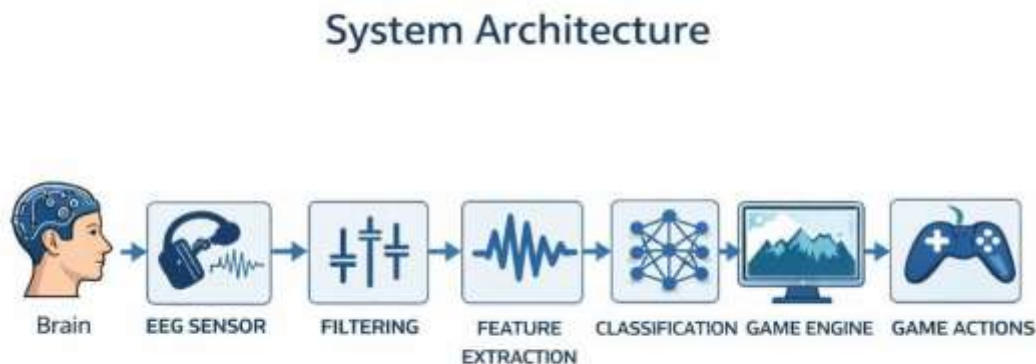 System Architecture
Brain
EEG SENSOR
FILTERING
FEATURE
EXTRACTION
CLASSIFICATION
GAME ENGINE
GAME ACTIONS